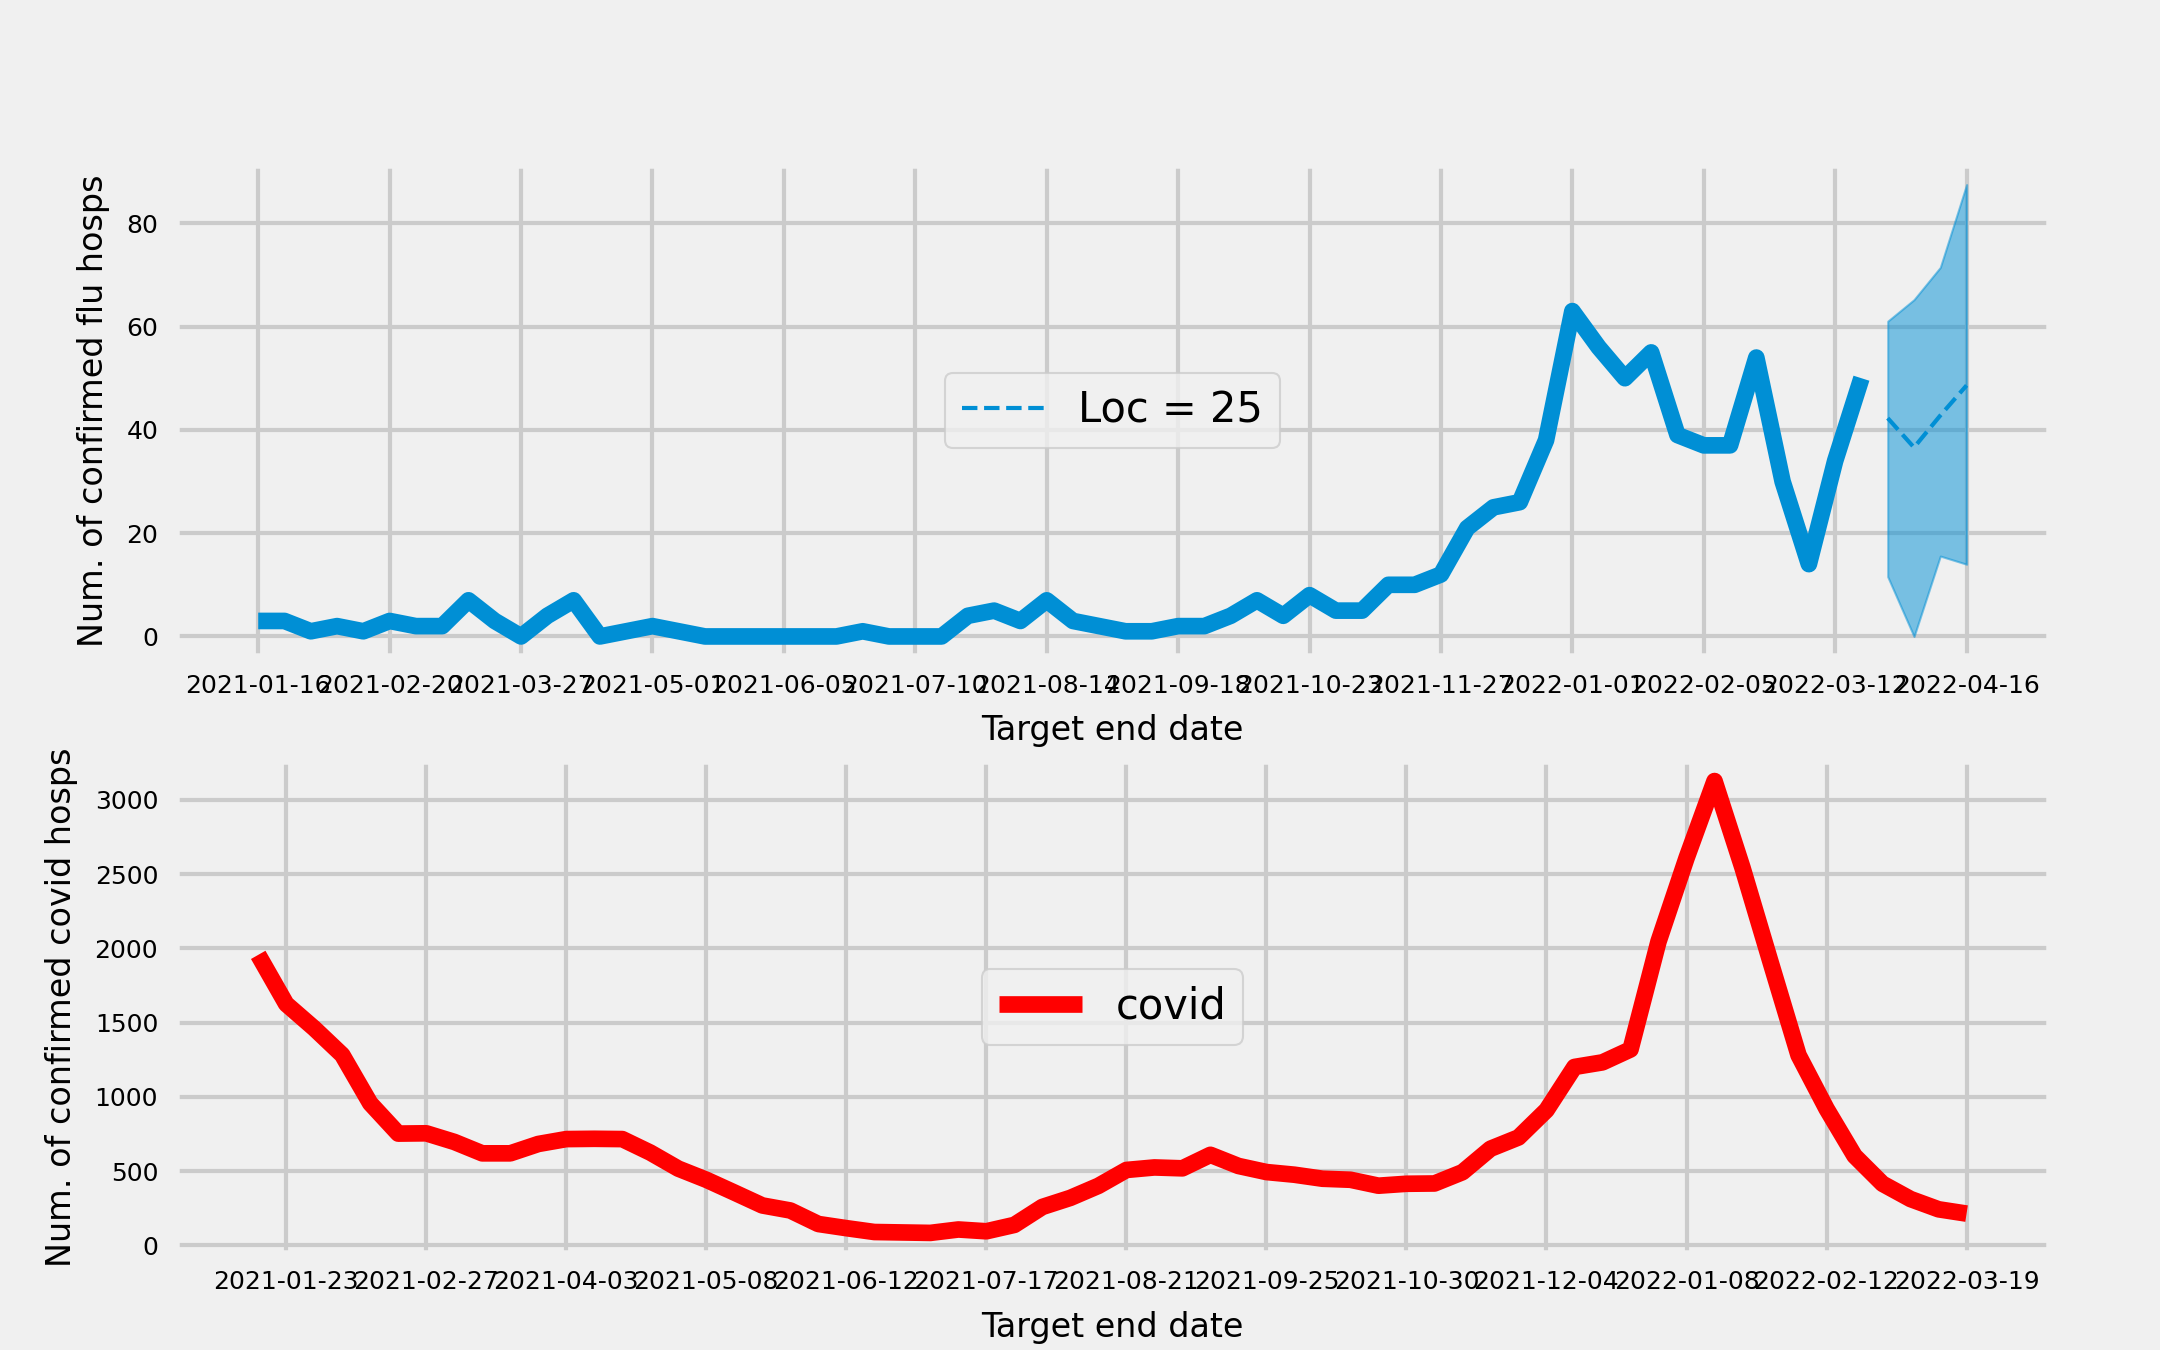 Num. of confirmed flu hosps
80
60
40
20
0
Loc = 25
2021-01-16 2021-02-20 2021-03-27 2021-05-01 2021-06-05 2021-07-10 2021-08-14 2021-09-18 2021-10-23 2021-11-27 2022-01-01 2022-02-05 2022-03-12 2022-04-16
Target end date
Num. of confirmed covid hosps
3000
2500
2000
1500
1000
500
0
covid
2021-01-23 2021-02-27 2021-04-03 2021-05-08 2021-06-12 2021-07-17 2021-08-21 2021-09-25 2021-10-30 2021-12-04 2022-01-08 2022-02-12 2022-03-19
Target end date